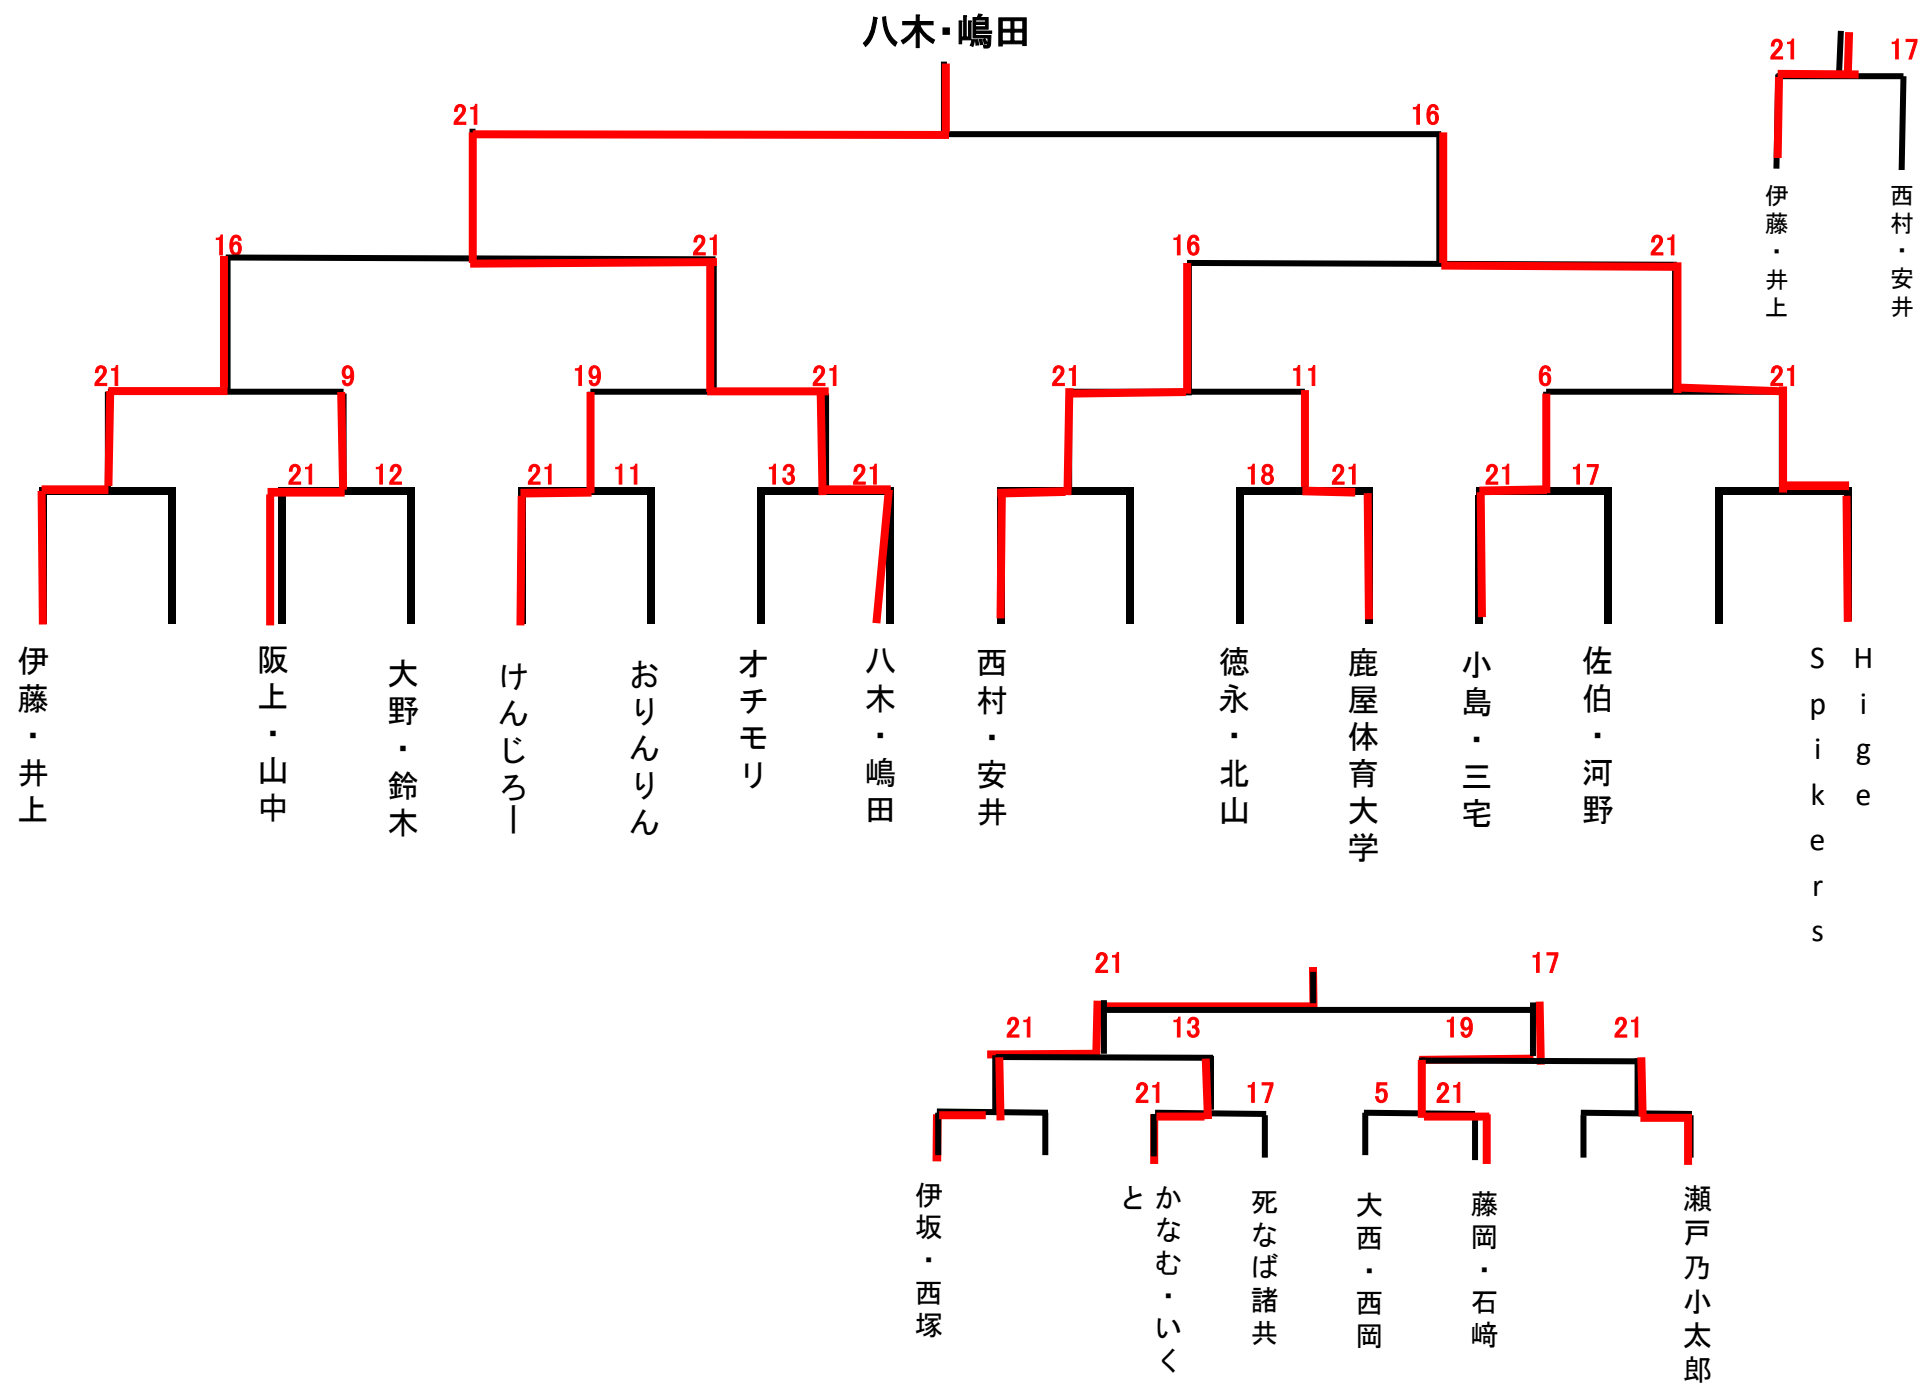 八木・嶋田
21
17
21
16
伊藤・井上
西村・安井
16
21
16
21
21
9
19
21
21
11
6
21
21
12
21
11
13
21
18
21
21
17
伊藤・井上
阪上・山中
大野・鈴木
けんじろー
おりんりん
オチモリ
八木・嶋田
西村・安井
徳永・北山
鹿屋体育大学
小島・三宅
佐伯・河野
Hige
Spikers
21
17
21
13
19
21
21
17
5
21
伊坂・西塚
かなむ・いく
と
死なば諸共
大西・西岡
藤岡・石﨑
瀬戸乃小太郎